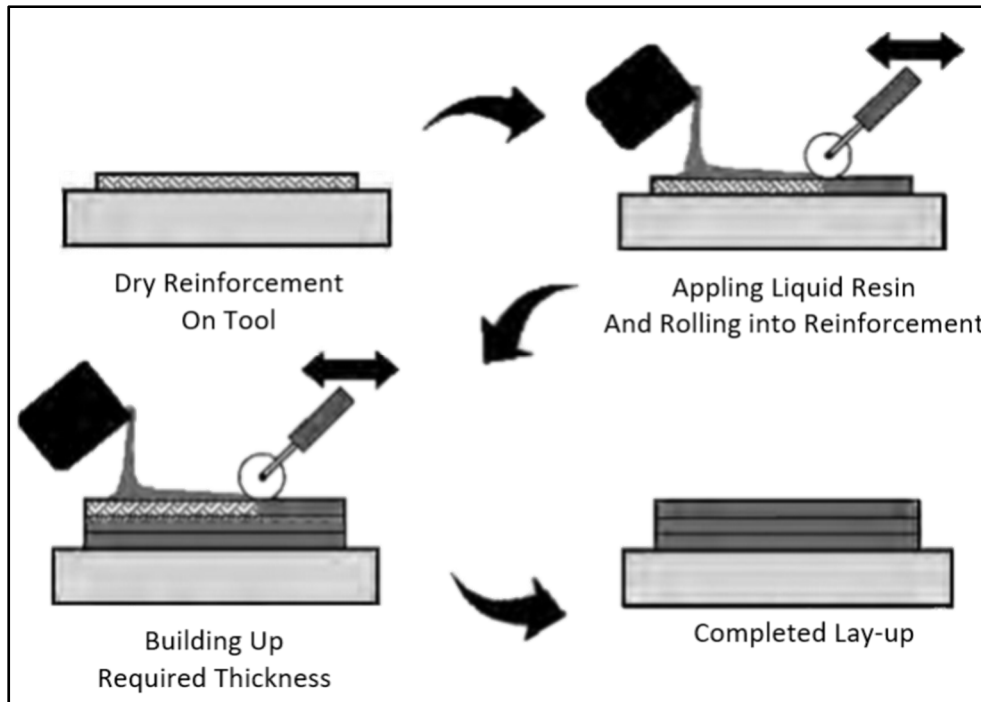 Dry Reinforcement
On Tool
Appling Liquid Resin
And Rolling into Reinforcement
Building Up
Required Thickness
Completed Lay-up